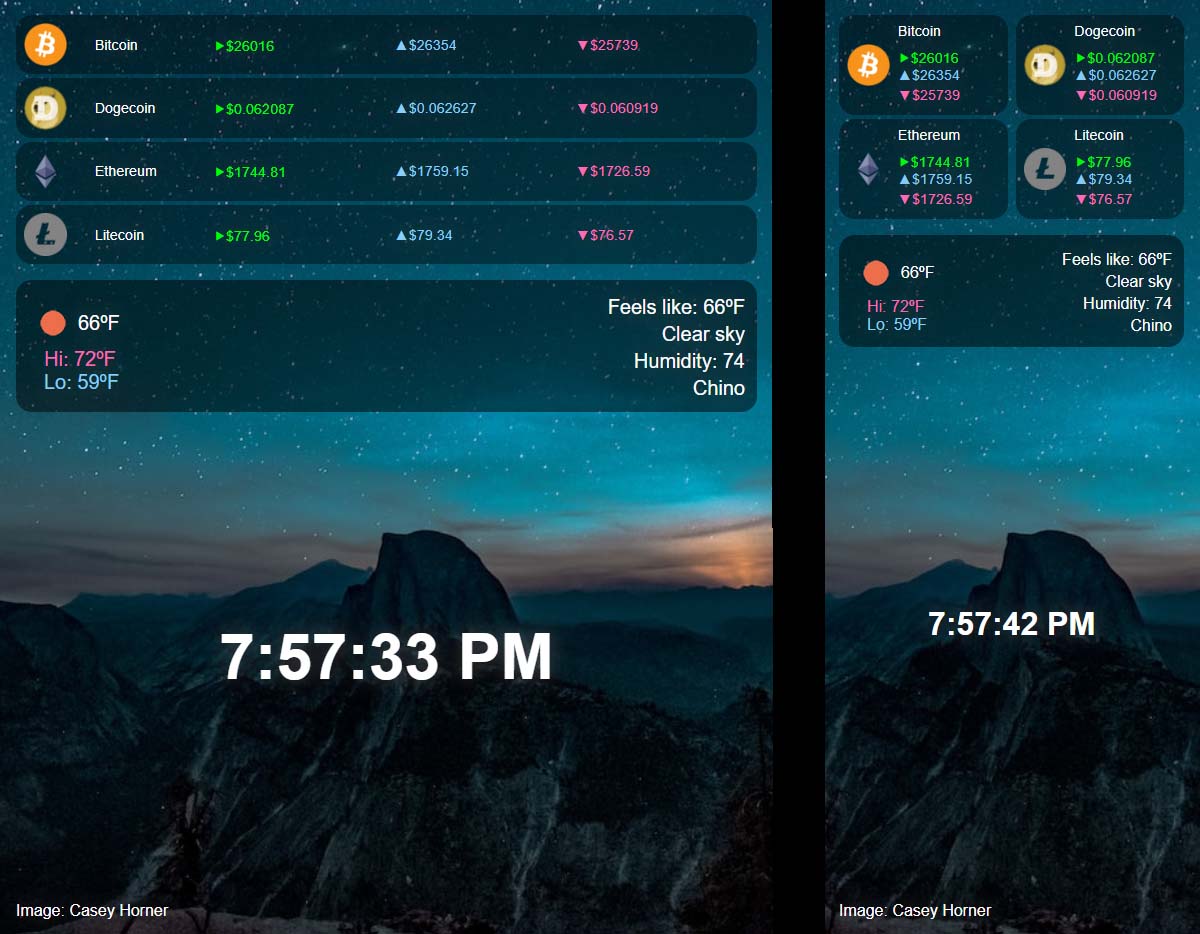 Bitcoin ▶$26016 ▲$26354 ▼$25739
Dogecoin ▶$0.062087 ▲$0.062627 ▼$0.060919
Ethereum ▶$1744.81 ▲$1759.15 ▼$1726.59
Litecoin ▶$77.96 ▲$79.34 ▼$76.57
66ºF
Hi: 72ºF
Lo: 59ºF
Feels like: 66ºF
Clear sky
Humidity: 74
Chino
7:57:33 PM
Image: Casey Horner
Bitcoin
▶$26016
▲$26354
▼$25739
Dogecoin
▶$0.062087
▲$0.062627
▼$0.060919
Ethereum
▶$1744.81
▲$1759.15
▼$1726.59
Litecoin
▶$77.96
▲$79.34
▼$76.57
66ºF
Hi: 72ºF
Lo: 59ºF
Feels like: 66ºF
Clear sky
Humidity: 74
Chino
7:57:42 PM
Image: Casey Horner